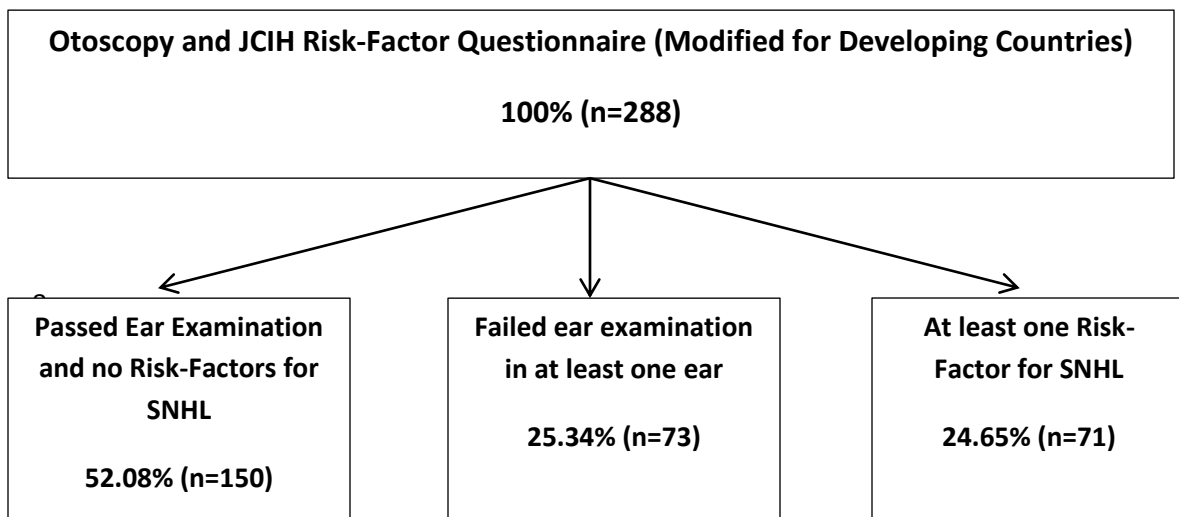 Otoscopy and JCIH Risk-Factor Questionnaire (Modified for Developing Countries)
100% (n=288)
Passed Ear Examination
and no Risk-Factors for
SNHL
52.08% (n=150)
Failed ear examination
in at least one ear
25.34% (n=73)
At least one Risk-
Factor for SNHL
24.65% (n=71)